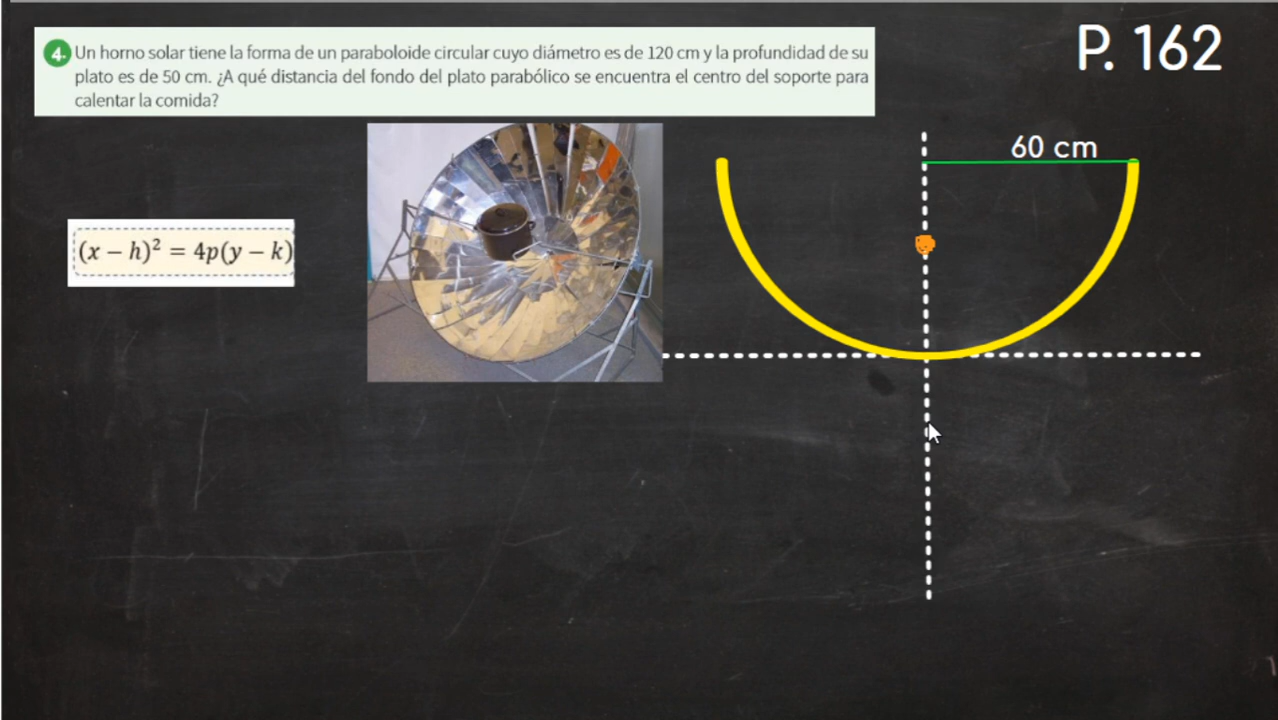 P. 162
4. Un horno solar tiene la forma de un paraboloide circular cuyo diámetro es de 120 cm y la profundidad de su
plato es de 50 cm. ¿A qué distancia del fondo del plato parabólico se encuentra el centro del soporte para
calentar la comida?
60 cm
(x − h)² = 4p(y − k)